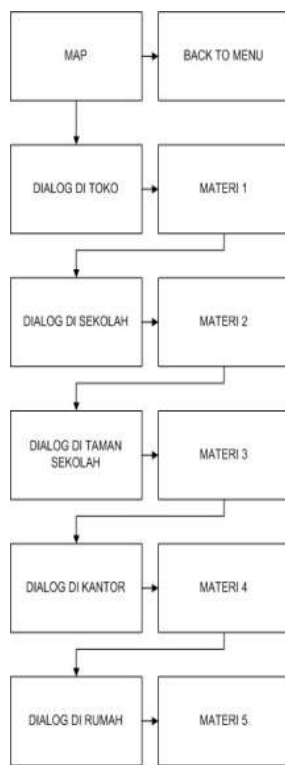 MAP
BACK TO MENU
DIALOG DI TOKO
MATERI 1
DIALOG DI SEKOLAH
MATERI 2
DIALOG DI TAMAN
SEKOLAH
MATERI 3
DIALOG DI KANTOR
MATERI 4
DIALOG DI RUMAH
MATERI 5